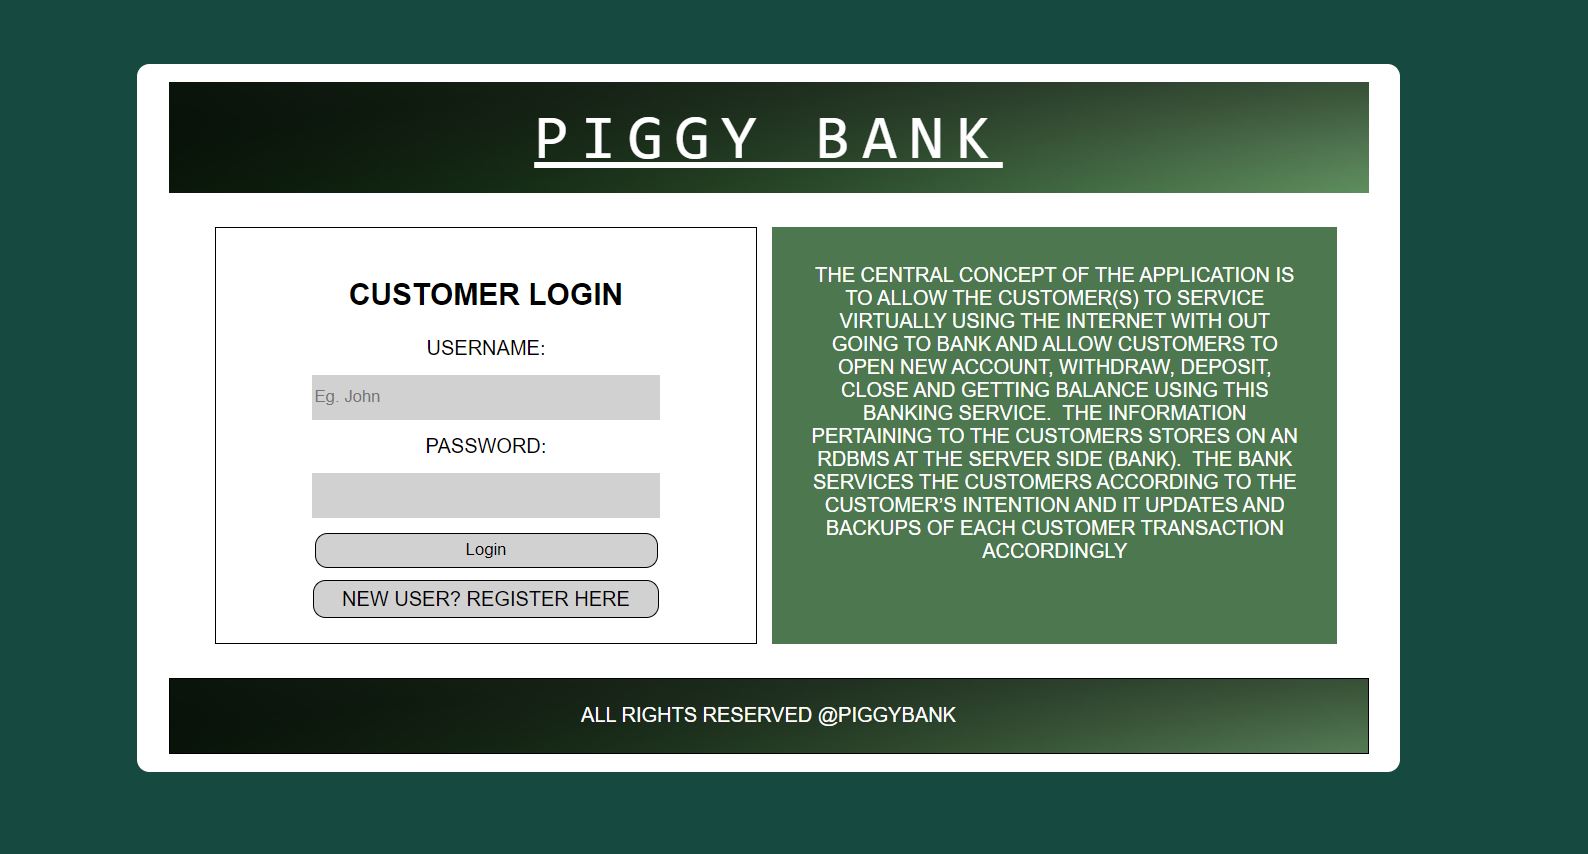 PIGGY BANK
CUSTOMER LOGIN
USERNAME:
Eg. John
PASSWORD:
Login
NEW USER? REGISTER HERE
THE CENTRAL CONCEPT OF THE APPLICATION IS
TO ALLOW THE CUSTOMER(S) TO SERVICE
VIRTUALLY USING THE INTERNET WITH OUT
GOING TO BANK AND ALLOW CUSTOMERS TO
OPEN NEW ACCOUNT, WITHDRAW, DEPOSIT,
CLOSE AND GETTING BALANCE USING THIS
BANKING SERVICE.  THE INFORMATION
PERTAINING TO THE CUSTOMERS STORES ON AN
RDBMS AT THE SERVER SIDE (BANK).  THE BANK
SERVICES THE CUSTOMERS ACCORDING TO THE
CUSTOMER’S INTENTION AND IT UPDATES AND
BACKUPS OF EACH CUSTOMER TRANSACTION
ACCORDINGLY
ALL RIGHTS RESERVED @PIGGYBANK